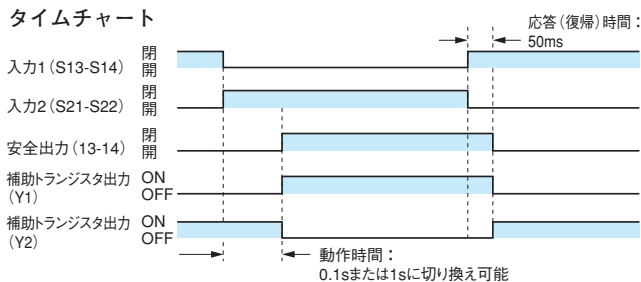 タイムチャート
応答(復帰)時間：
50ms
入力1(S13-S14) 閉
開
入力2(S21-S22) 閉
開
安全出力(13-14) 閉
開
補助トランジスタ出力 ON
(Y1) OFF
補助トランジスタ出力 ON
(Y2) OFF
動作時間：
0.1sまたは1sに切り換え可能